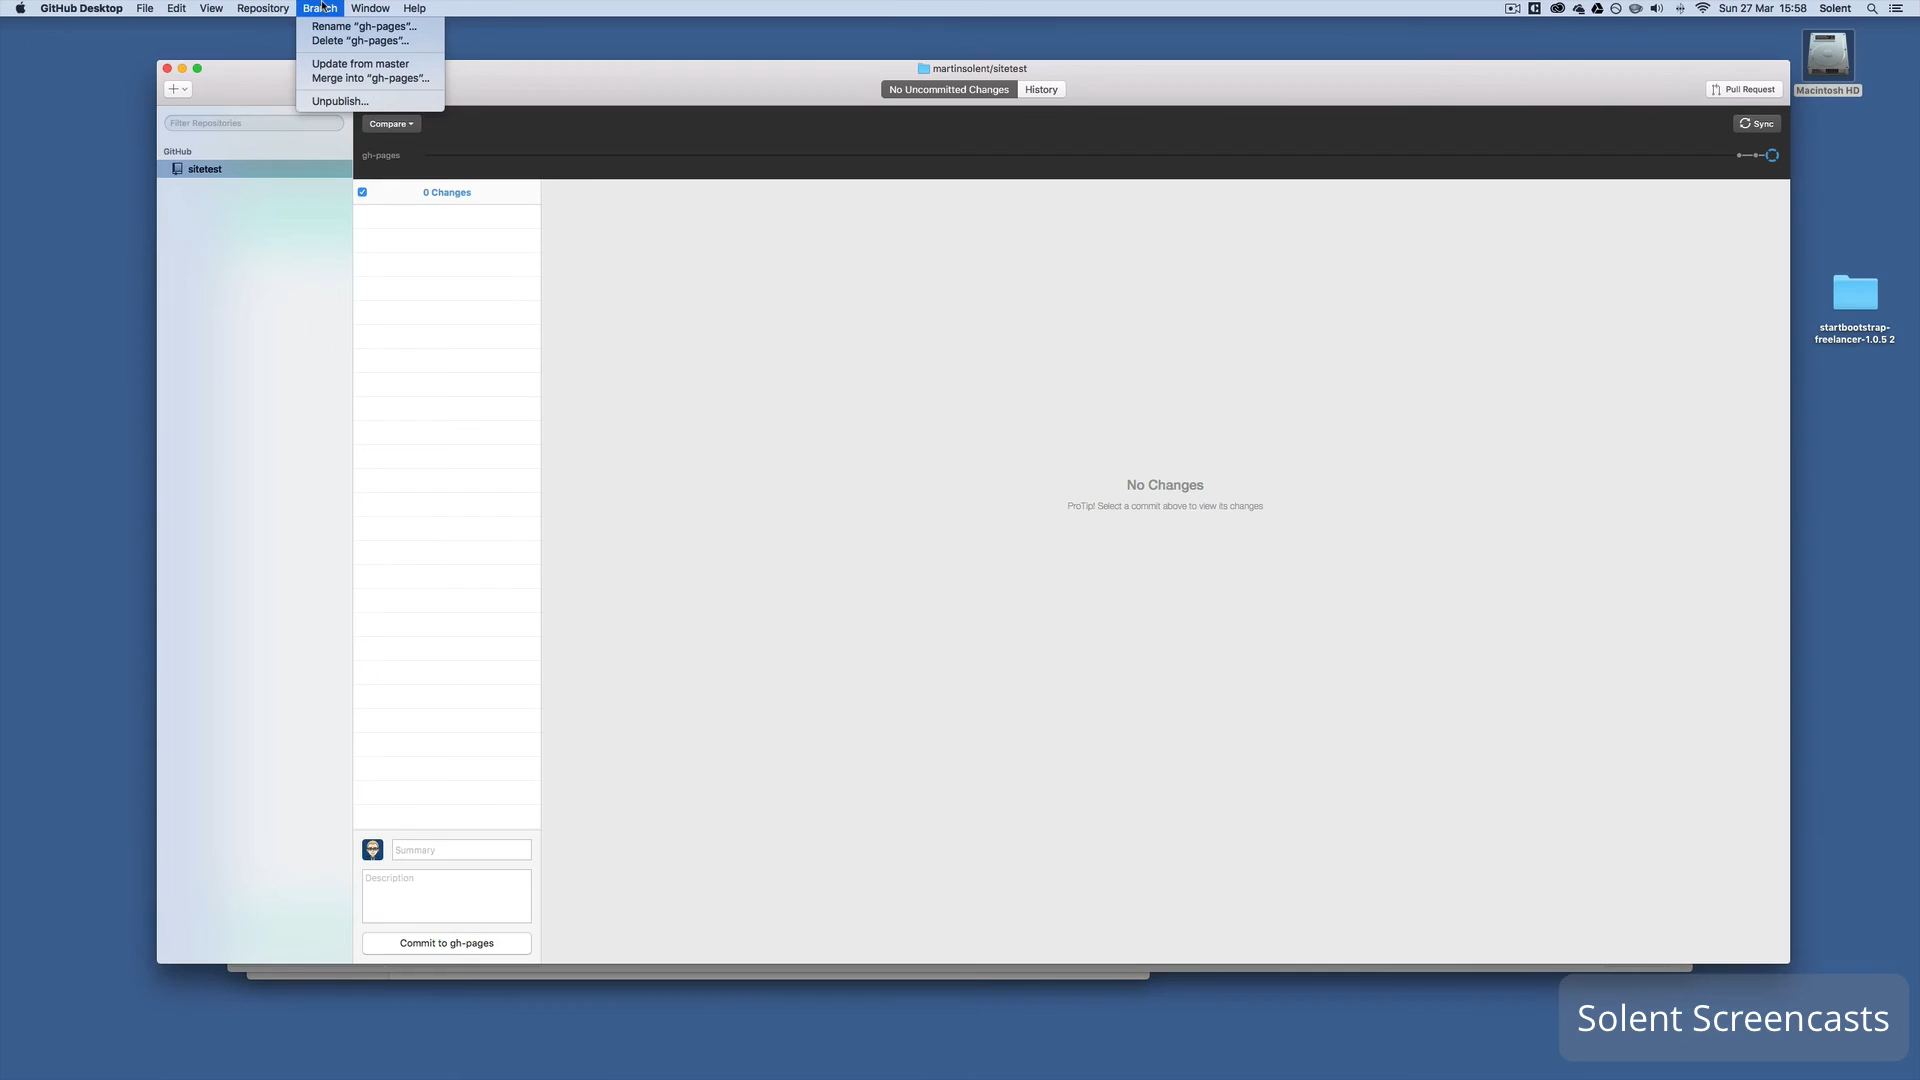 GitHub Desktop File Edit View Repository Branch Window Help
Sun 27 Mar 15:58 Solent
Rename “gh-pages”...
Delete “gh-pages”...
Update from master
Merge into “gh-pages”...
Unpublish...
martinsolent/sitetest
No Uncommitted Changes History
Pull Request
Macintosh HD
Filter Repositories
Compare
Sync
GitHub
gh-pages
sitetest
0 Changes
startbootstrap-
freelancer-1.0.5 2
No Changes
ProTip! Select a commit above to view its changes
Summary
Description
Commit to gh-pages
Solent Screencasts